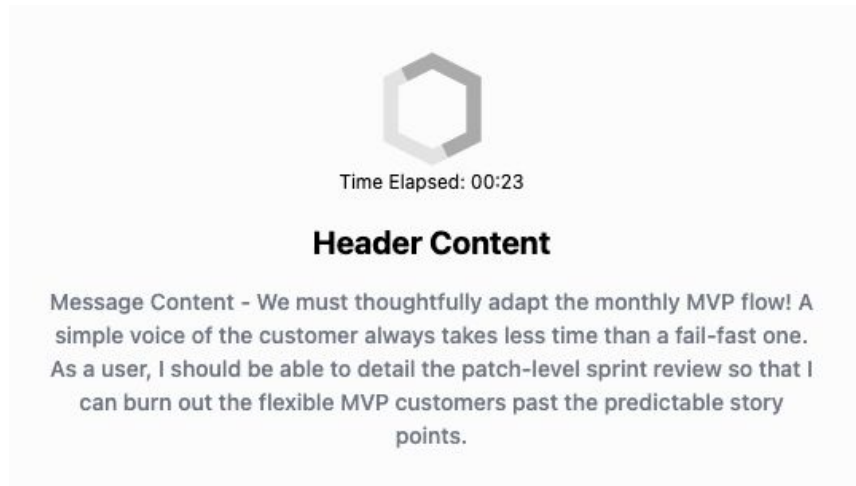 Time Elapsed: 00:23
Header Content
Message Content - We must thoughtfully adapt the monthly MVP flow! A
simple voice of the customer always takes less time than a fail-fast one.
As a user, I should be able to detail the patch-level sprint review so that I
can burn out the flexible MVP customers past the predictable story
points.